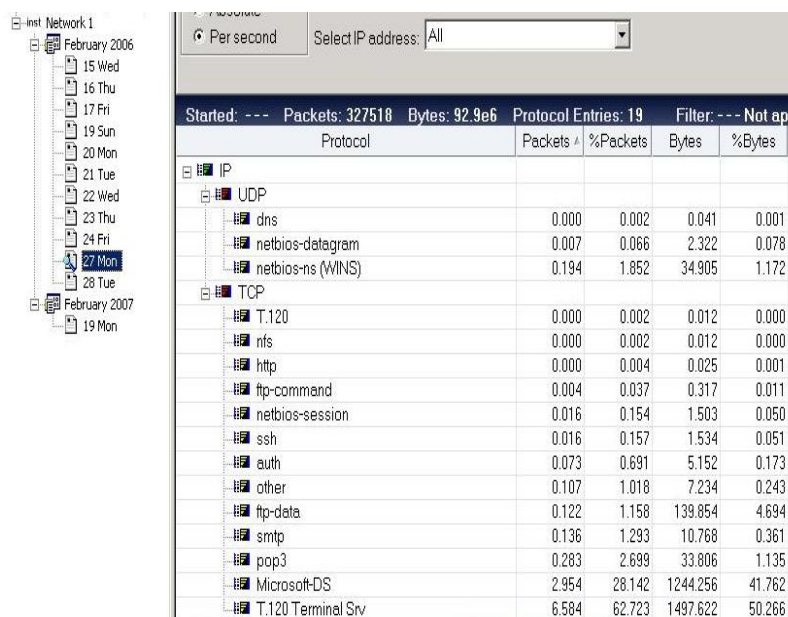 inst Network 1
February 2006
15 Wed
16 Thu
17 Fri
19 Sun
20 Mon
21 Tue
22 Wed
23 Thu
24 Fri
27 Mon
28 Tue
February 2007
19 Mon
Absolute
Per second Select IP address: All
Started: --- Packets: 327518 Bytes: 92.9e6 Protocol Entries: 19 Filter: --- Not ap
Protocol Packets %Packets Bytes %Bytes
IP
UDP
dns 0.000 0.002 0.041 0.001
netbios-datagram 0.007 0.066 2.322 0.078
netbios-ns (WINS) 0.194 1.852 34.905 1.172
TCP
T.120 0.000 0.002 0.012 0.000
nfs 0.000 0.002 0.012 0.000
http 0.000 0.004 0.025 0.001
ftp-command 0.004 0.037 0.317 0.011
netbios-session 0.016 0.154 1.503 0.050
ssh 0.016 0.157 1.534 0.051
auth 0.073 0.691 5.152 0.173
other 0.107 1.018 7.234 0.243
ftp-data 0.122 1.158 139.854 4.694
smtp 0.136 1.293 10.768 0.361
pop3 0.283 2.699 33.806 1.135
Microsoft-DS 2.954 28.142 1244.256 41.762
T.120 Terminal Srv 6.584 62.723 1497.622 50.266